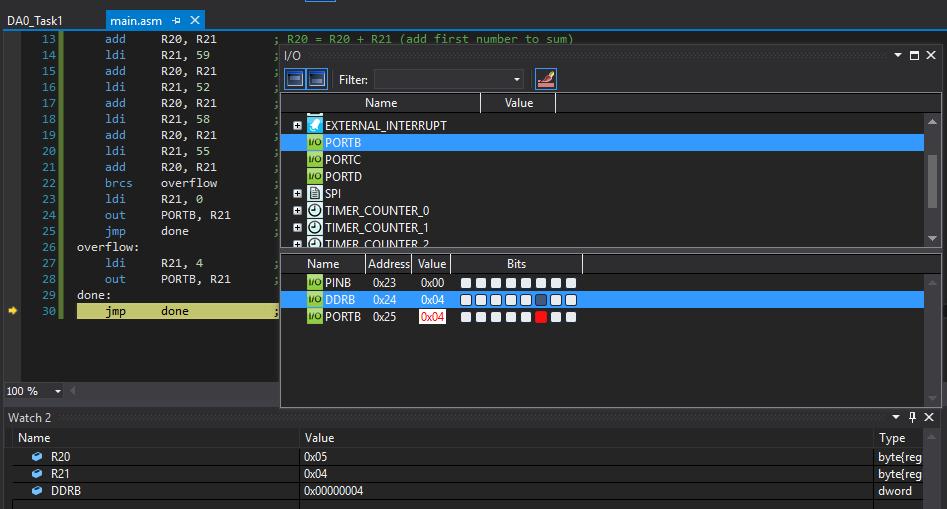 DA0_Task1 main.asm
13 add R20, R21 ; R20 = R20 + R21 (add first number to sum)
14 ldi R21, 59 ;
15 add R20, R21 ;
16 ldi R21, 52 ;
17 add R20, R21 ;
18 ldi R21, 58 ;
19 add R20, R21 ;
20 ldi R21, 55 ;
21 add R20, R21 ;
22 brcs overflow ;
23 ldi R21, 0 ;
24 out PORTB, R21 ;
25 jmp done ;
26 overflow:
27 ldi R21, 4 ;
28 out PORTB, R21 ;
29 done:
30 jmp done ;
100 %
I/O
Filter:
Name Value
EXTERNAL_INTERRUPT
I/O PORTB
I/O PORTC
I/O PORTD
SPI
TIMER_COUNTER_0
TIMER_COUNTER_1
TIMER_COUNTER_2
Name Address Value Bits
I/O PINB 0x23 0x00
I/O DDRB 0x24 0x04
I/O PORTB 0x25 0x04
Watch 2
Name Value Type
R20 0x05 byte{reg
R21 0x04 byte{reg
DDRB 0x00000004 dword